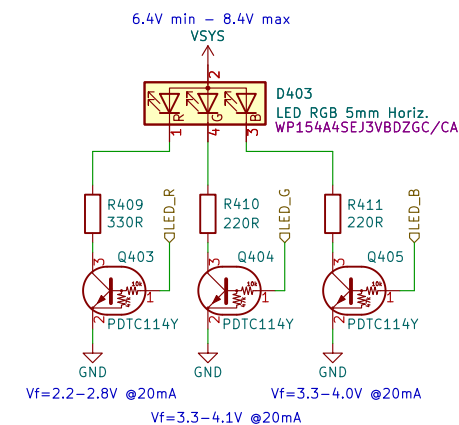 6.4V min - 8.4V max
VSYS
2
D403
LED RGB 5mm Horiz.
WP154A4SEJ3VBDZGC/CA
R G B
1 4 3
R409
330R
LED_R
R410
220R
LED_G
R411
220R
LED_B
Q403 Q404 Q405
3 3 3
10k 10k 10k
1 1 1
2 2 2
PDTC114Y PDTC114Y PDTC114Y
GND GND GND
Vf=2.2-2.8V @20mA Vf=3.3-4.0V @20mA
Vf=3.3-4.1V @20mA